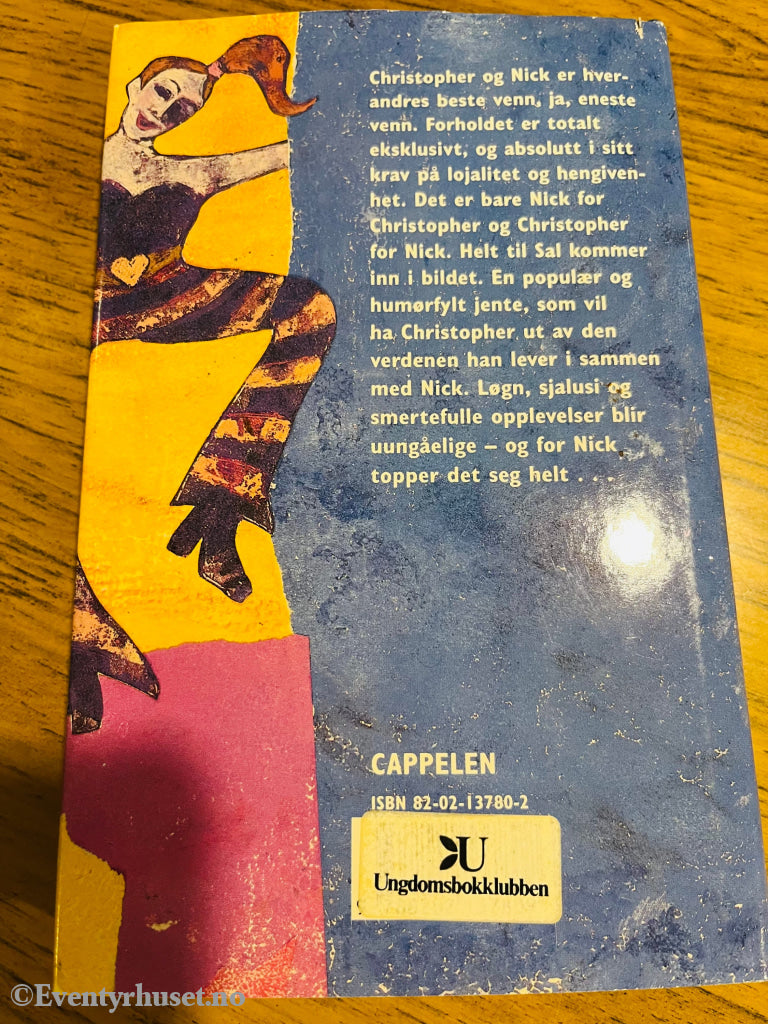 Christopher og Nick er hver-
andres beste venn, ja, eneste
venn. Forholdet er totalt
eksklusivt, og absolutt i sitt
krav på lojalitet og hengiven-
het. Det er bare Nick for
Christopher og Christopher
for Nick. Helt til Sal kommer
inn i bildet. En populær og
humørfylt jente, som vil
ha Christopher ut av den
verdenen han lever i sammen
med Nick. Løgn, sjalusi og
smertefulle opplevelser blir
uungåelige – og for Nick
topper det seg helt . . .
CAPPELEN
ISBN 82-02-13780-2
U
Ungdomsbokklubben
©Eventyrhuset.no